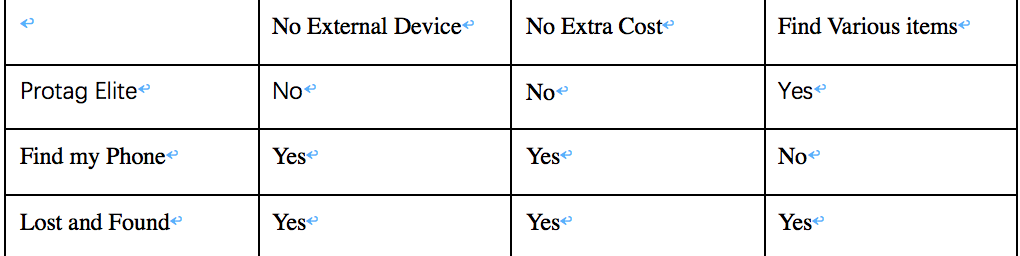 No External Device No Extra Cost Find Various items
Protag Elite No No Yes
Find my Phone Yes Yes No
Lost and Found Yes Yes Yes